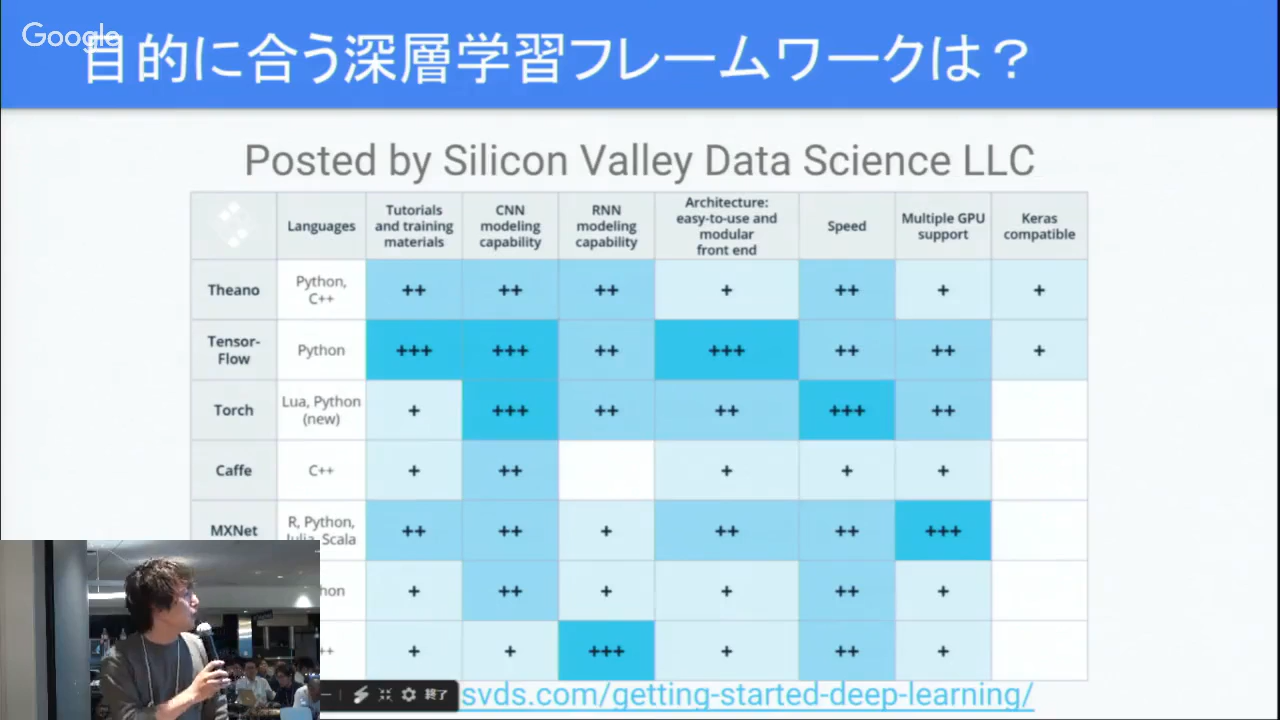 Google
目的に合う深層学習フレームワークは？
Posted by Silicon Valley Data Science LLC
Languages
Tutorials
and training
materials
CNN
modeling
capability
RNN
modeling
capability
Architecture:
easy-to-use and
modular
front end
Speed
Multiple GPU
support
Keras
compatible
Theano
Python,
C++
++
++
++
+
++
+
+
Tensor-
Flow
Python
+++
+++
++
+++
++
++
+
Torch
Lua, Python
(new)
+
+++
++
++
+++
++
Caffe
C++
+
++
+
+
+
MXNet
R, Python,
Julia, Scala
++
++
+
++
++
+++
hon
+
++
+
+
++
+
++
+
+
+++
+
++
+
終了
svds.com/getting-started-deep-learning/